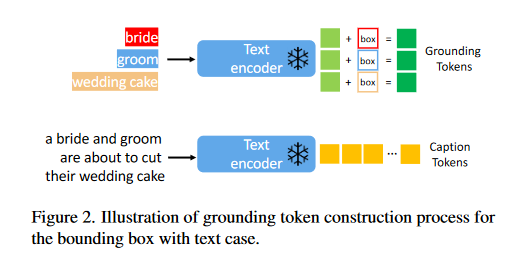 bride
groom
wedding cake
Text
encoder
+ box =
+ box =
+ box =
Grounding
Tokens
a bride and groom
are about to cut
their wedding cake
Text
encoder
...
Caption
Tokens
Figure 2. Illustration of grounding token construction process for
the bounding box with text case.